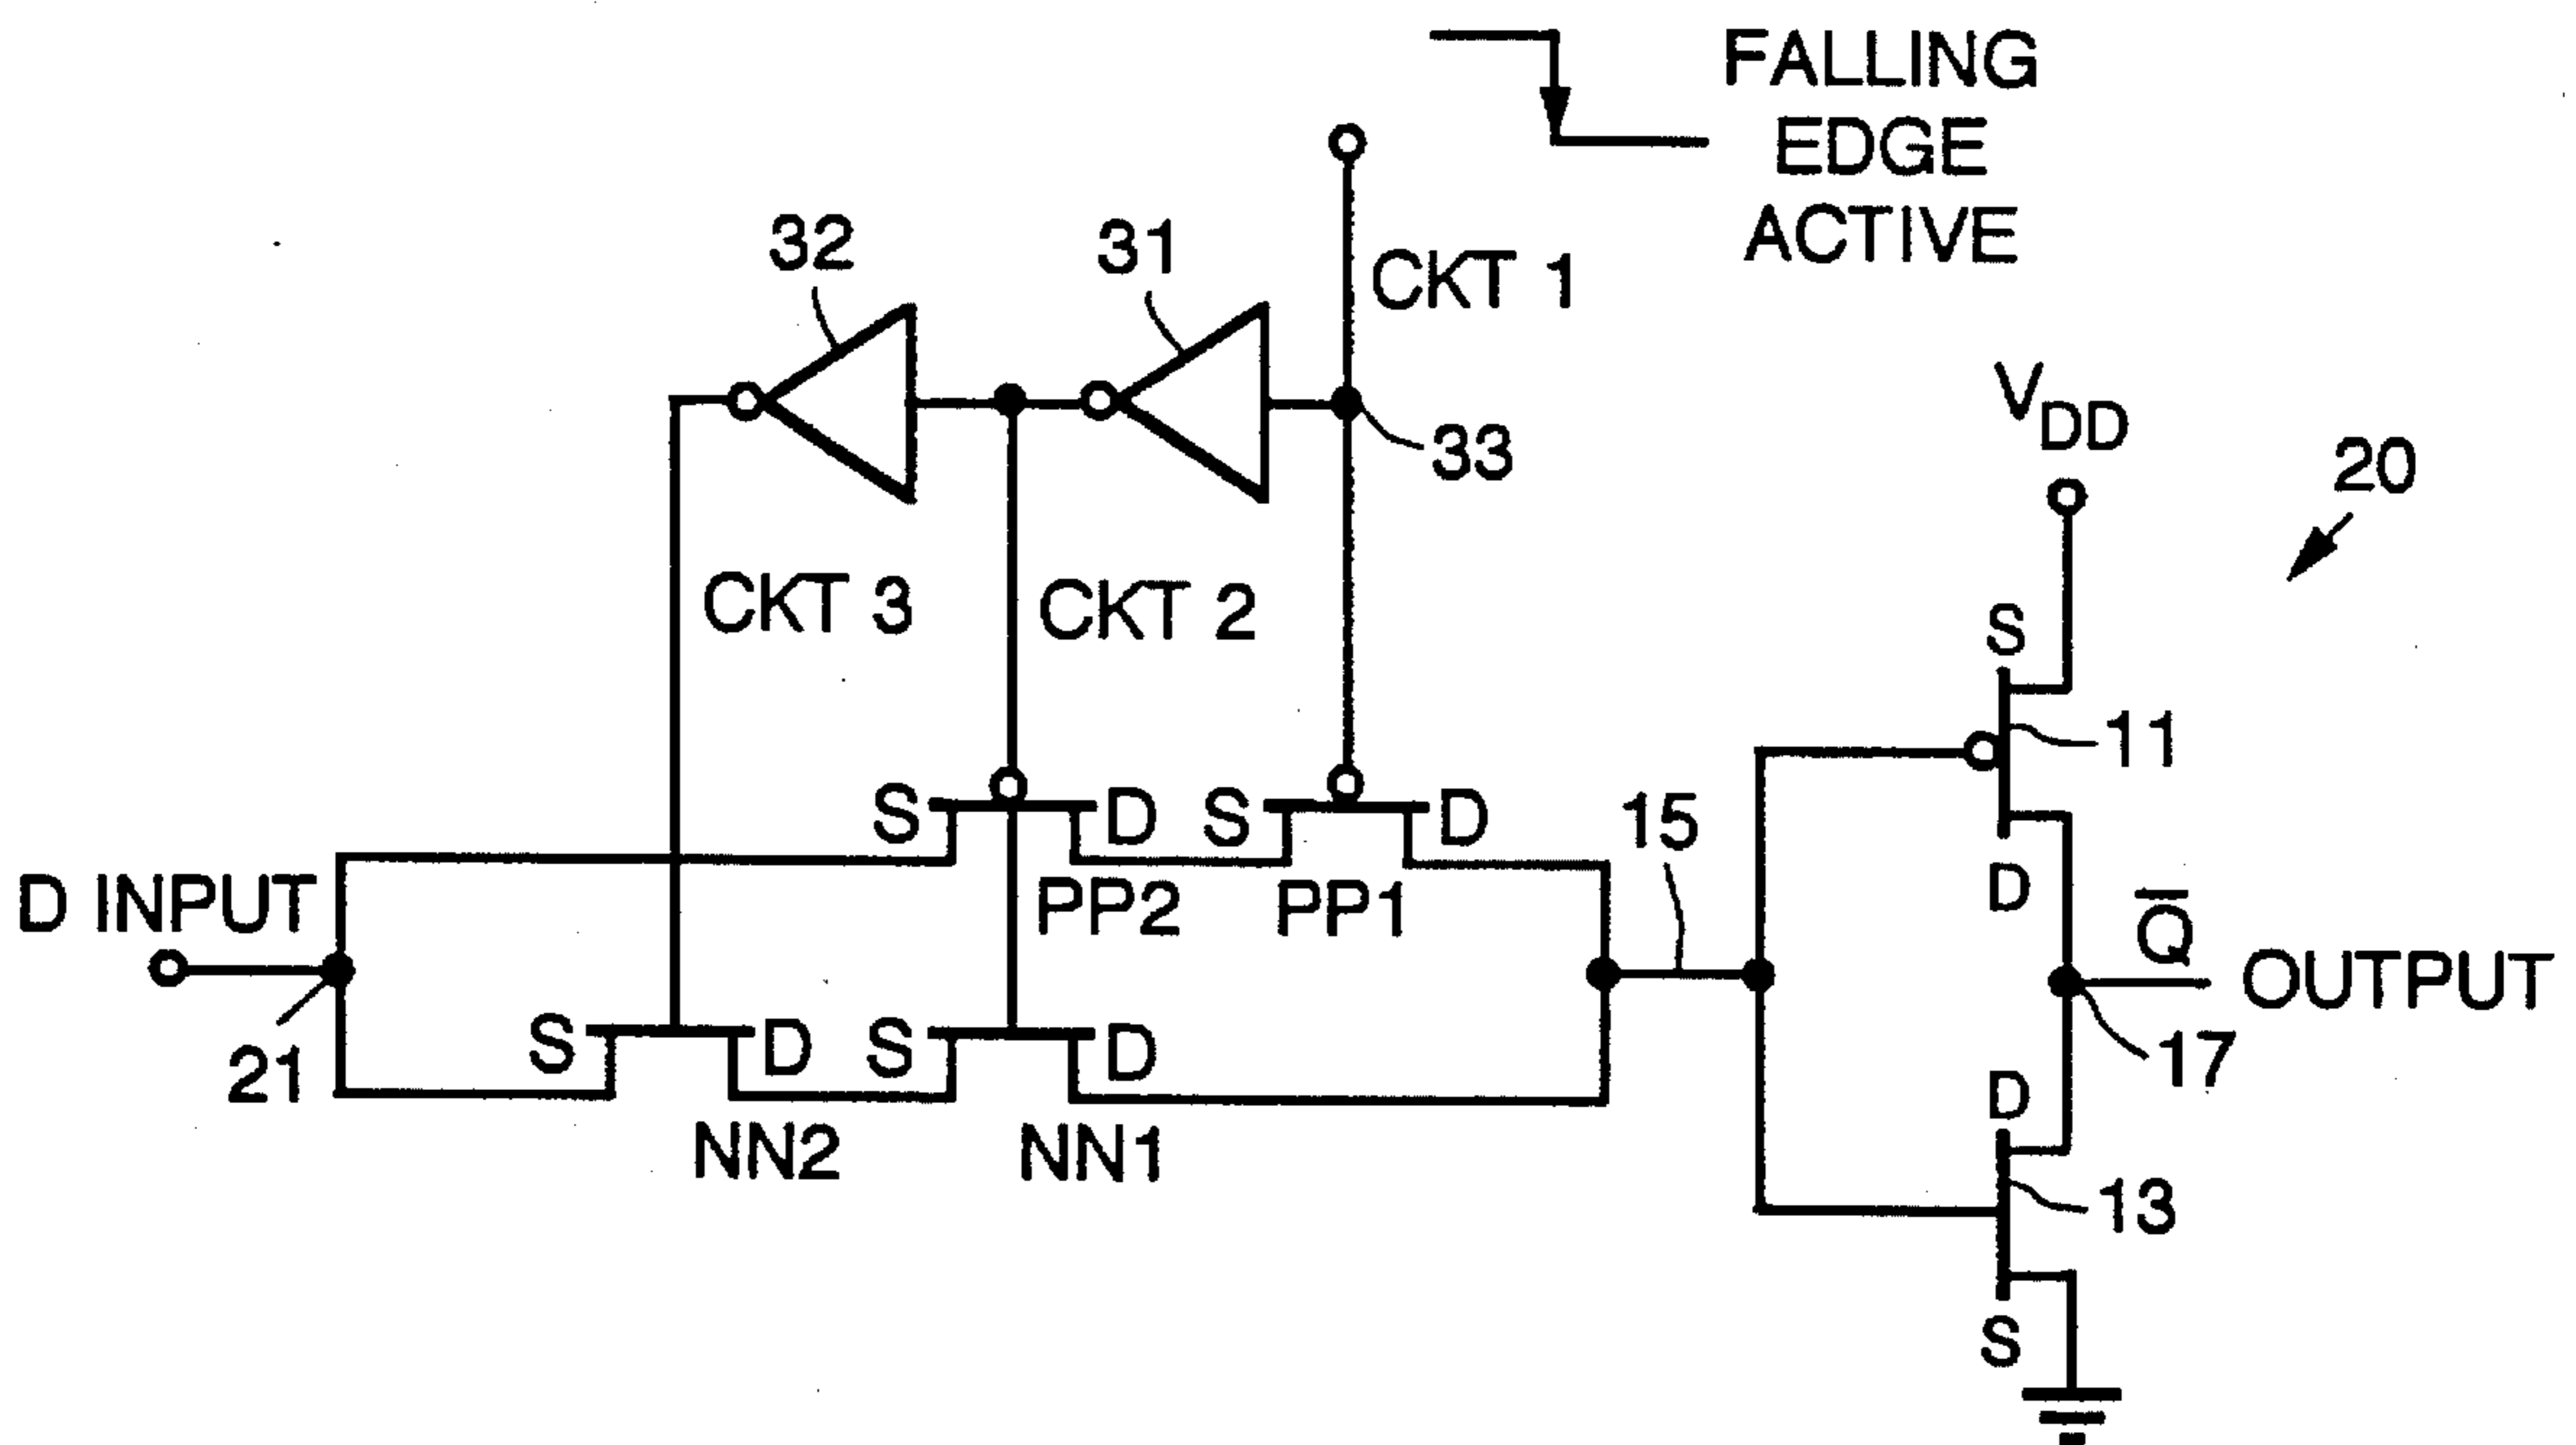 FALLING
EDGE
ACTIVE
32
31
CKT 1
33
VDD
20
CKT 3
CKT 2
S
11
S
D
S
D
15
D INPUT
PP2
PP1
D
Q̅
OUTPUT
21
S
D
S
D
17
NN2
NN1
D
13
S